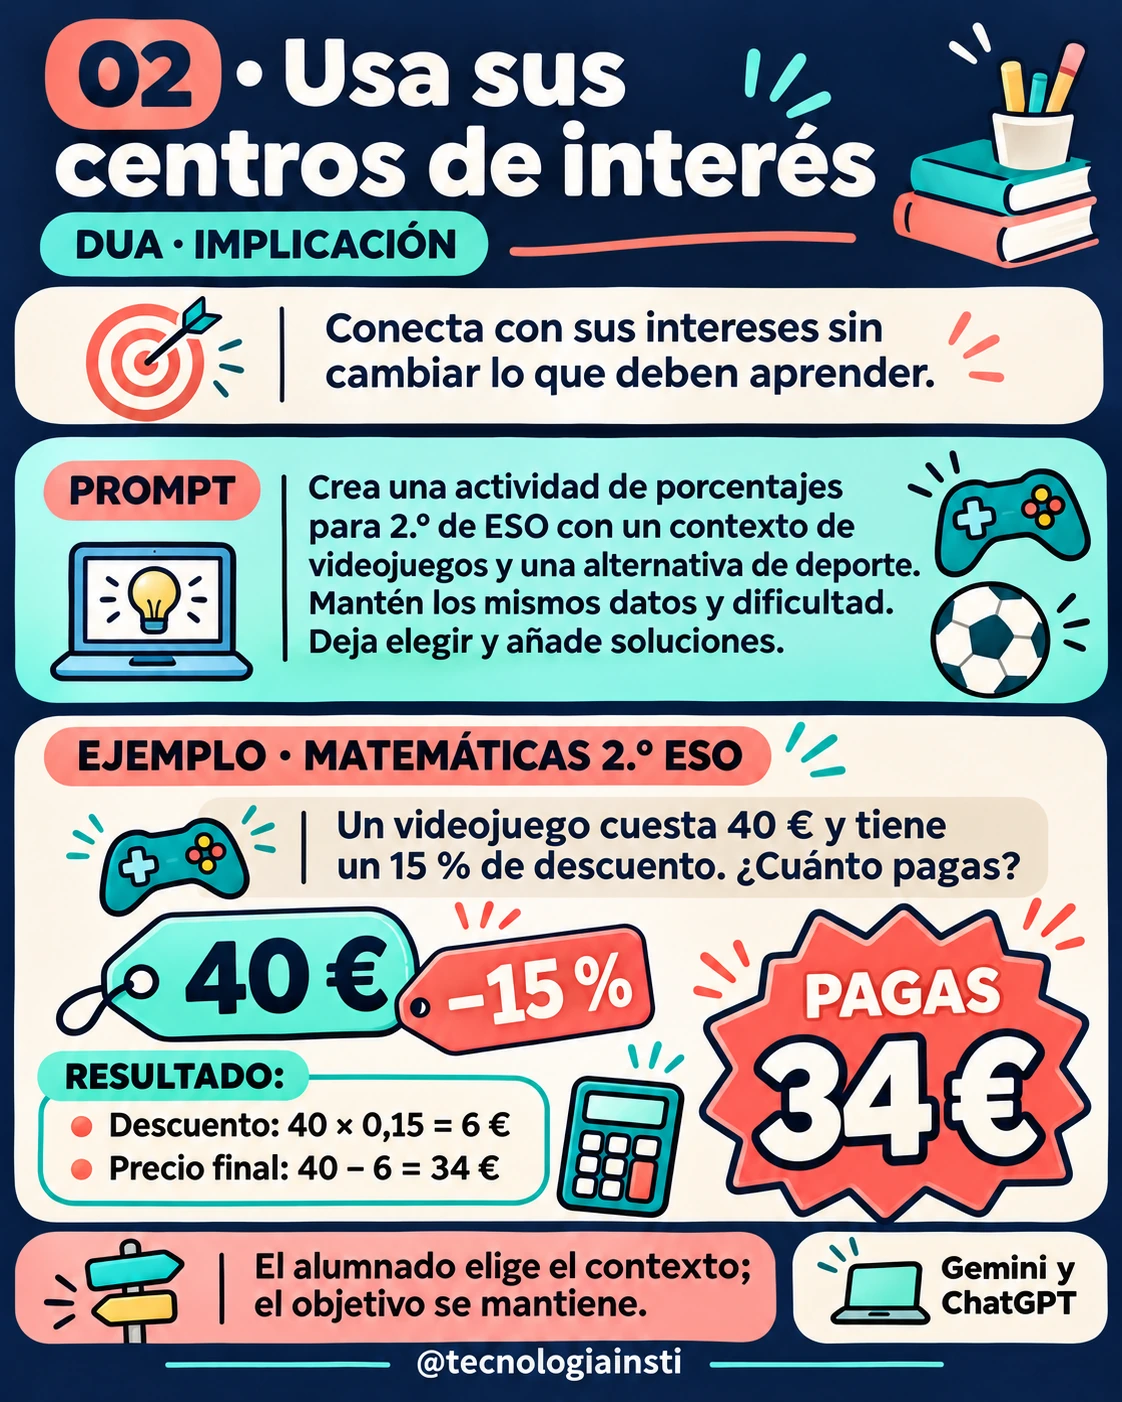 02 • Usa sus
centros de interés
DUA · IMPLICACIÓN
Conecta con sus intereses sin
cambiar lo que deben aprender.
PROMPT
Crea una actividad de porcentajes
para 2.º de ESO con un contexto de
videojuegos y una alternativa de deporte.
Mantén los mismos datos y dificultad.
Deja elegir y añade soluciones.
EJEMPLO · MATEMÁTICAS 2.º ESO
Un videojuego cuesta 40 € y tiene
un 15 % de descuento. ¿Cuánto pagas?
40 €
–15 %
PAGAS
34 €
RESULTADO:
• Descuento: 40 × 0,15 = 6 €
• Precio final: 40 – 6 = 34 €
El alumnado elige el contexto;
el objetivo se mantiene.
Gemini y
ChatGPT
@tecnologiainsti